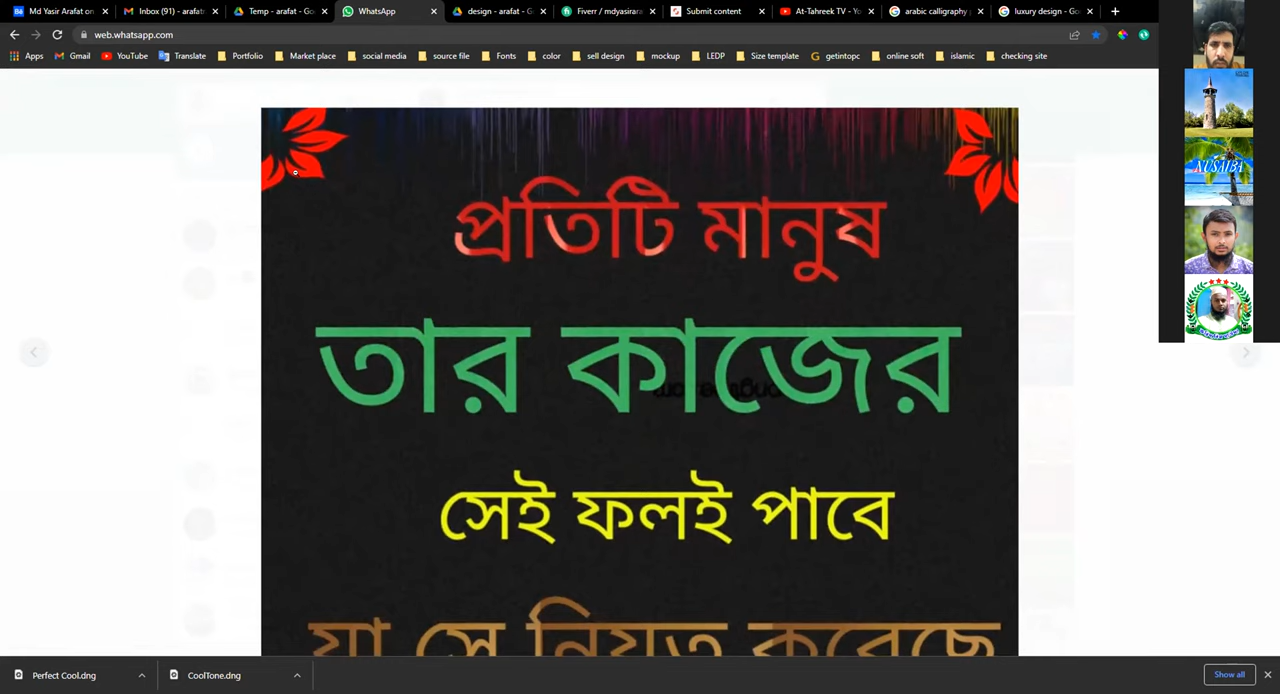 Md Yasir Arafat on
Inbox (91) - arafatr
Temp - arafat - Go
WhatsApp
design - arafat - Go
Fiverr / mdyasirara
Submit content
At-Tahreek TV - Yo
arabic calligraphy
luxury design - Go
web.whatsapp.com
Apps
Gmail
YouTube
Translate
Portfolio
Market place
social media
source file
Fonts
color
sell design
mockup
LEDP
Size template
getintopc
online soft
islamic
checking site
প্রতিটি মানুষ
তার কাজের
সেই ফলই পাবে
যা সে নিয়ত করেছে
NUSAIBA
Perfect Cool.dng
CoolTone.dng
Show all